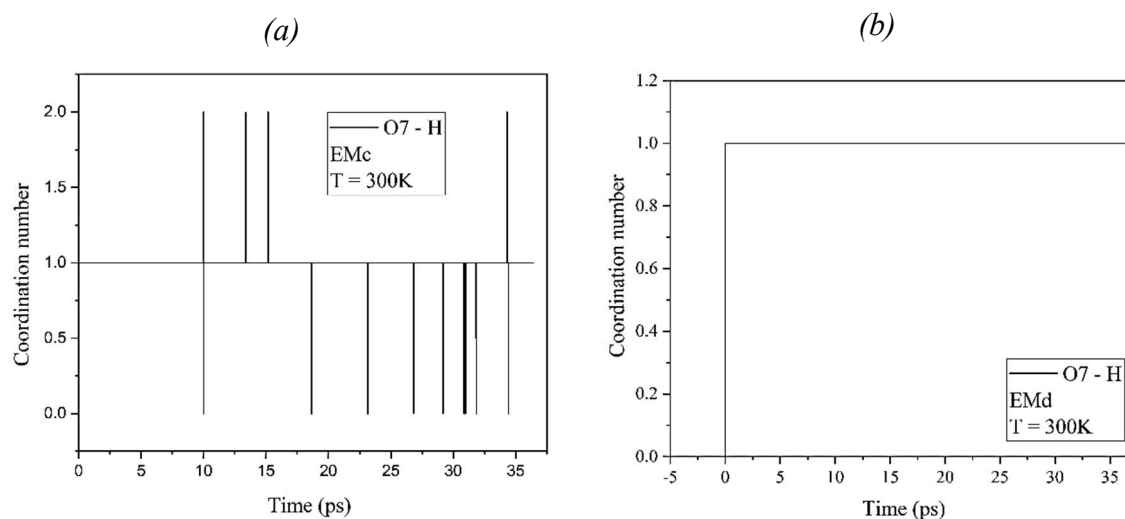 (a)
(b)
Coordination number
2.0
1.5
1.0
0.5
0.0
O7 - H
EMc
T = 300K
0 5 10 15 20 25 30 35
Time (ps)
Coordination number
1.2
1.0
0.8
0.6
0.4
0.2
0.0
O7 - H
EMd
T = 300K
-5 0 5 10 15 20 25 30 35
Time (ps)